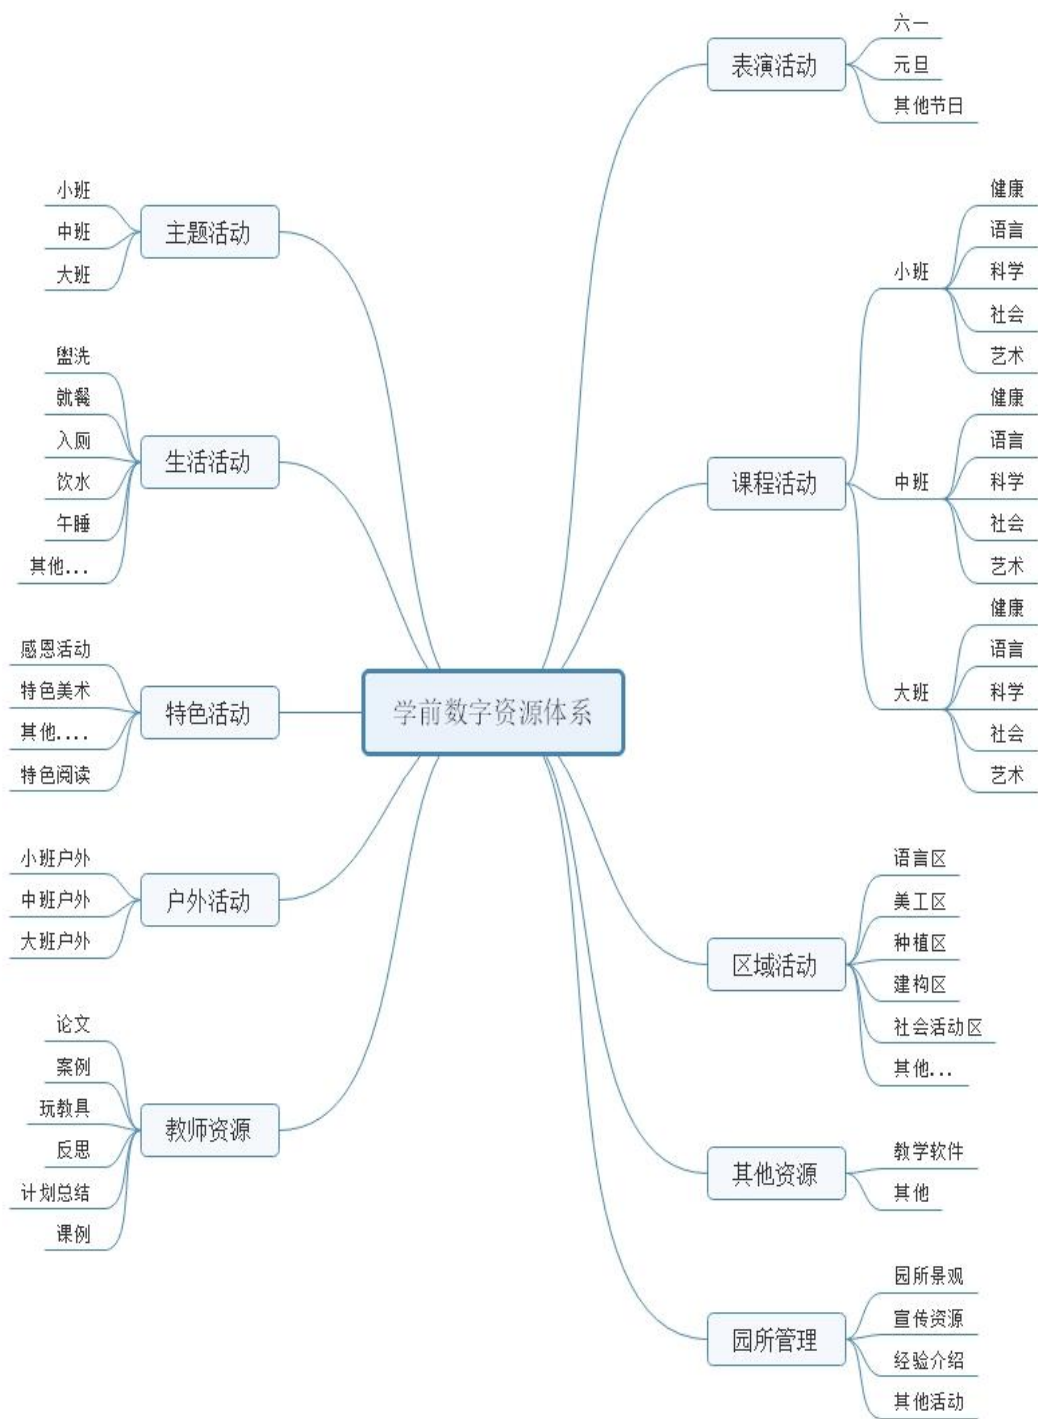 学前数字资源体系
表演活动
六一
元旦
其他节日
课程活动
小班
健康
语言
科学
社会
艺术
中班
健康
语言
科学
社会
艺术
大班
健康
语言
科学
社会
艺术
区域活动
语言区
美工区
种植区
建构区
社会活动区
其他...
其他资源
教学软件
其他
园所管理
园所景观
宣传资源
经验介绍
其他活动
主题活动
小班
中班
大班
生活活动
盥洗
就餐
入厕
饮水
午睡
其他...
特色活动
感恩活动
特色美术
其他....
特色阅读
户外活动
小班户外
中班户外
大班户外
教师资源
论文
案例
玩教具
反思
计划总结
课例